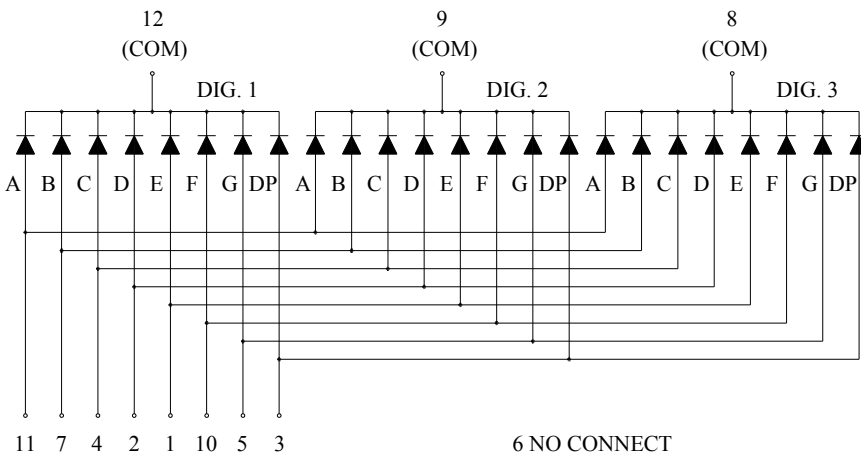 12 9 8
(COM) (COM) (COM)
DIG. 1 DIG. 2 DIG. 3
A B C D E F G DP A B C D E F G DP A B C D E F G DP
11 7 4 2 1 10 5 3 6 NO CONNECT